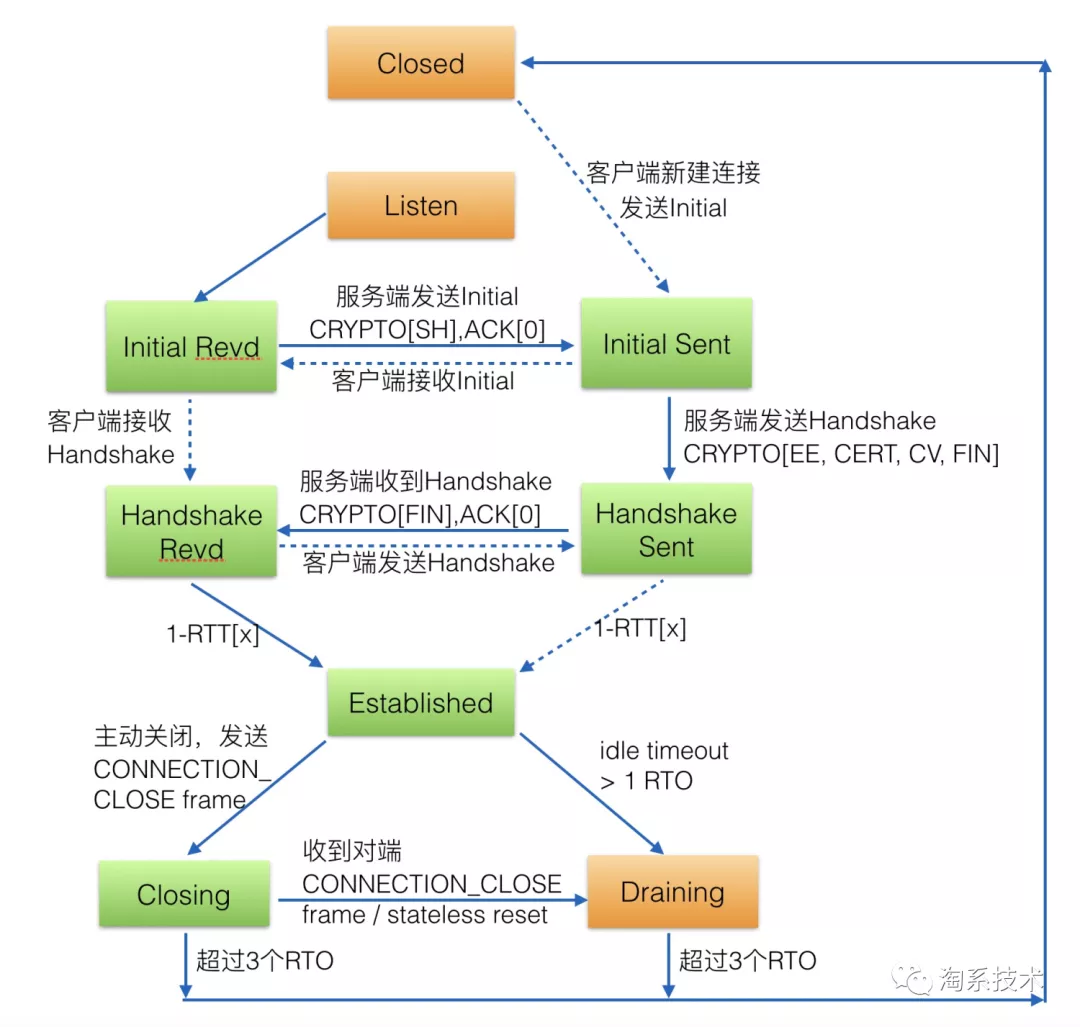 Closed
客户端新建连接
发送Initial
Listen
服务端发送Initial
CRYPTO[SH],ACK[0]
Initial Revd
Initial Sent
客户端接收Initial
客户端接收
Handshake
服务端发送Handshake
CRYPTO[EE, CERT, CV, FIN]
服务端收到Handshake
CRYPTO[FIN],ACK[0]
Handshake
Revd
Handshake
Sent
客户端发送Handshake
1-RTT[x]
1-RTT[x]
Established
主动关闭，发送
CONNECTION_
CLOSE frame
idle timeout
> 1 RTO
收到对端
CONNECTION_CLOSE
frame / stateless reset
Closing
Draining
超过3个RTO
超过3个RTO
淘系技术